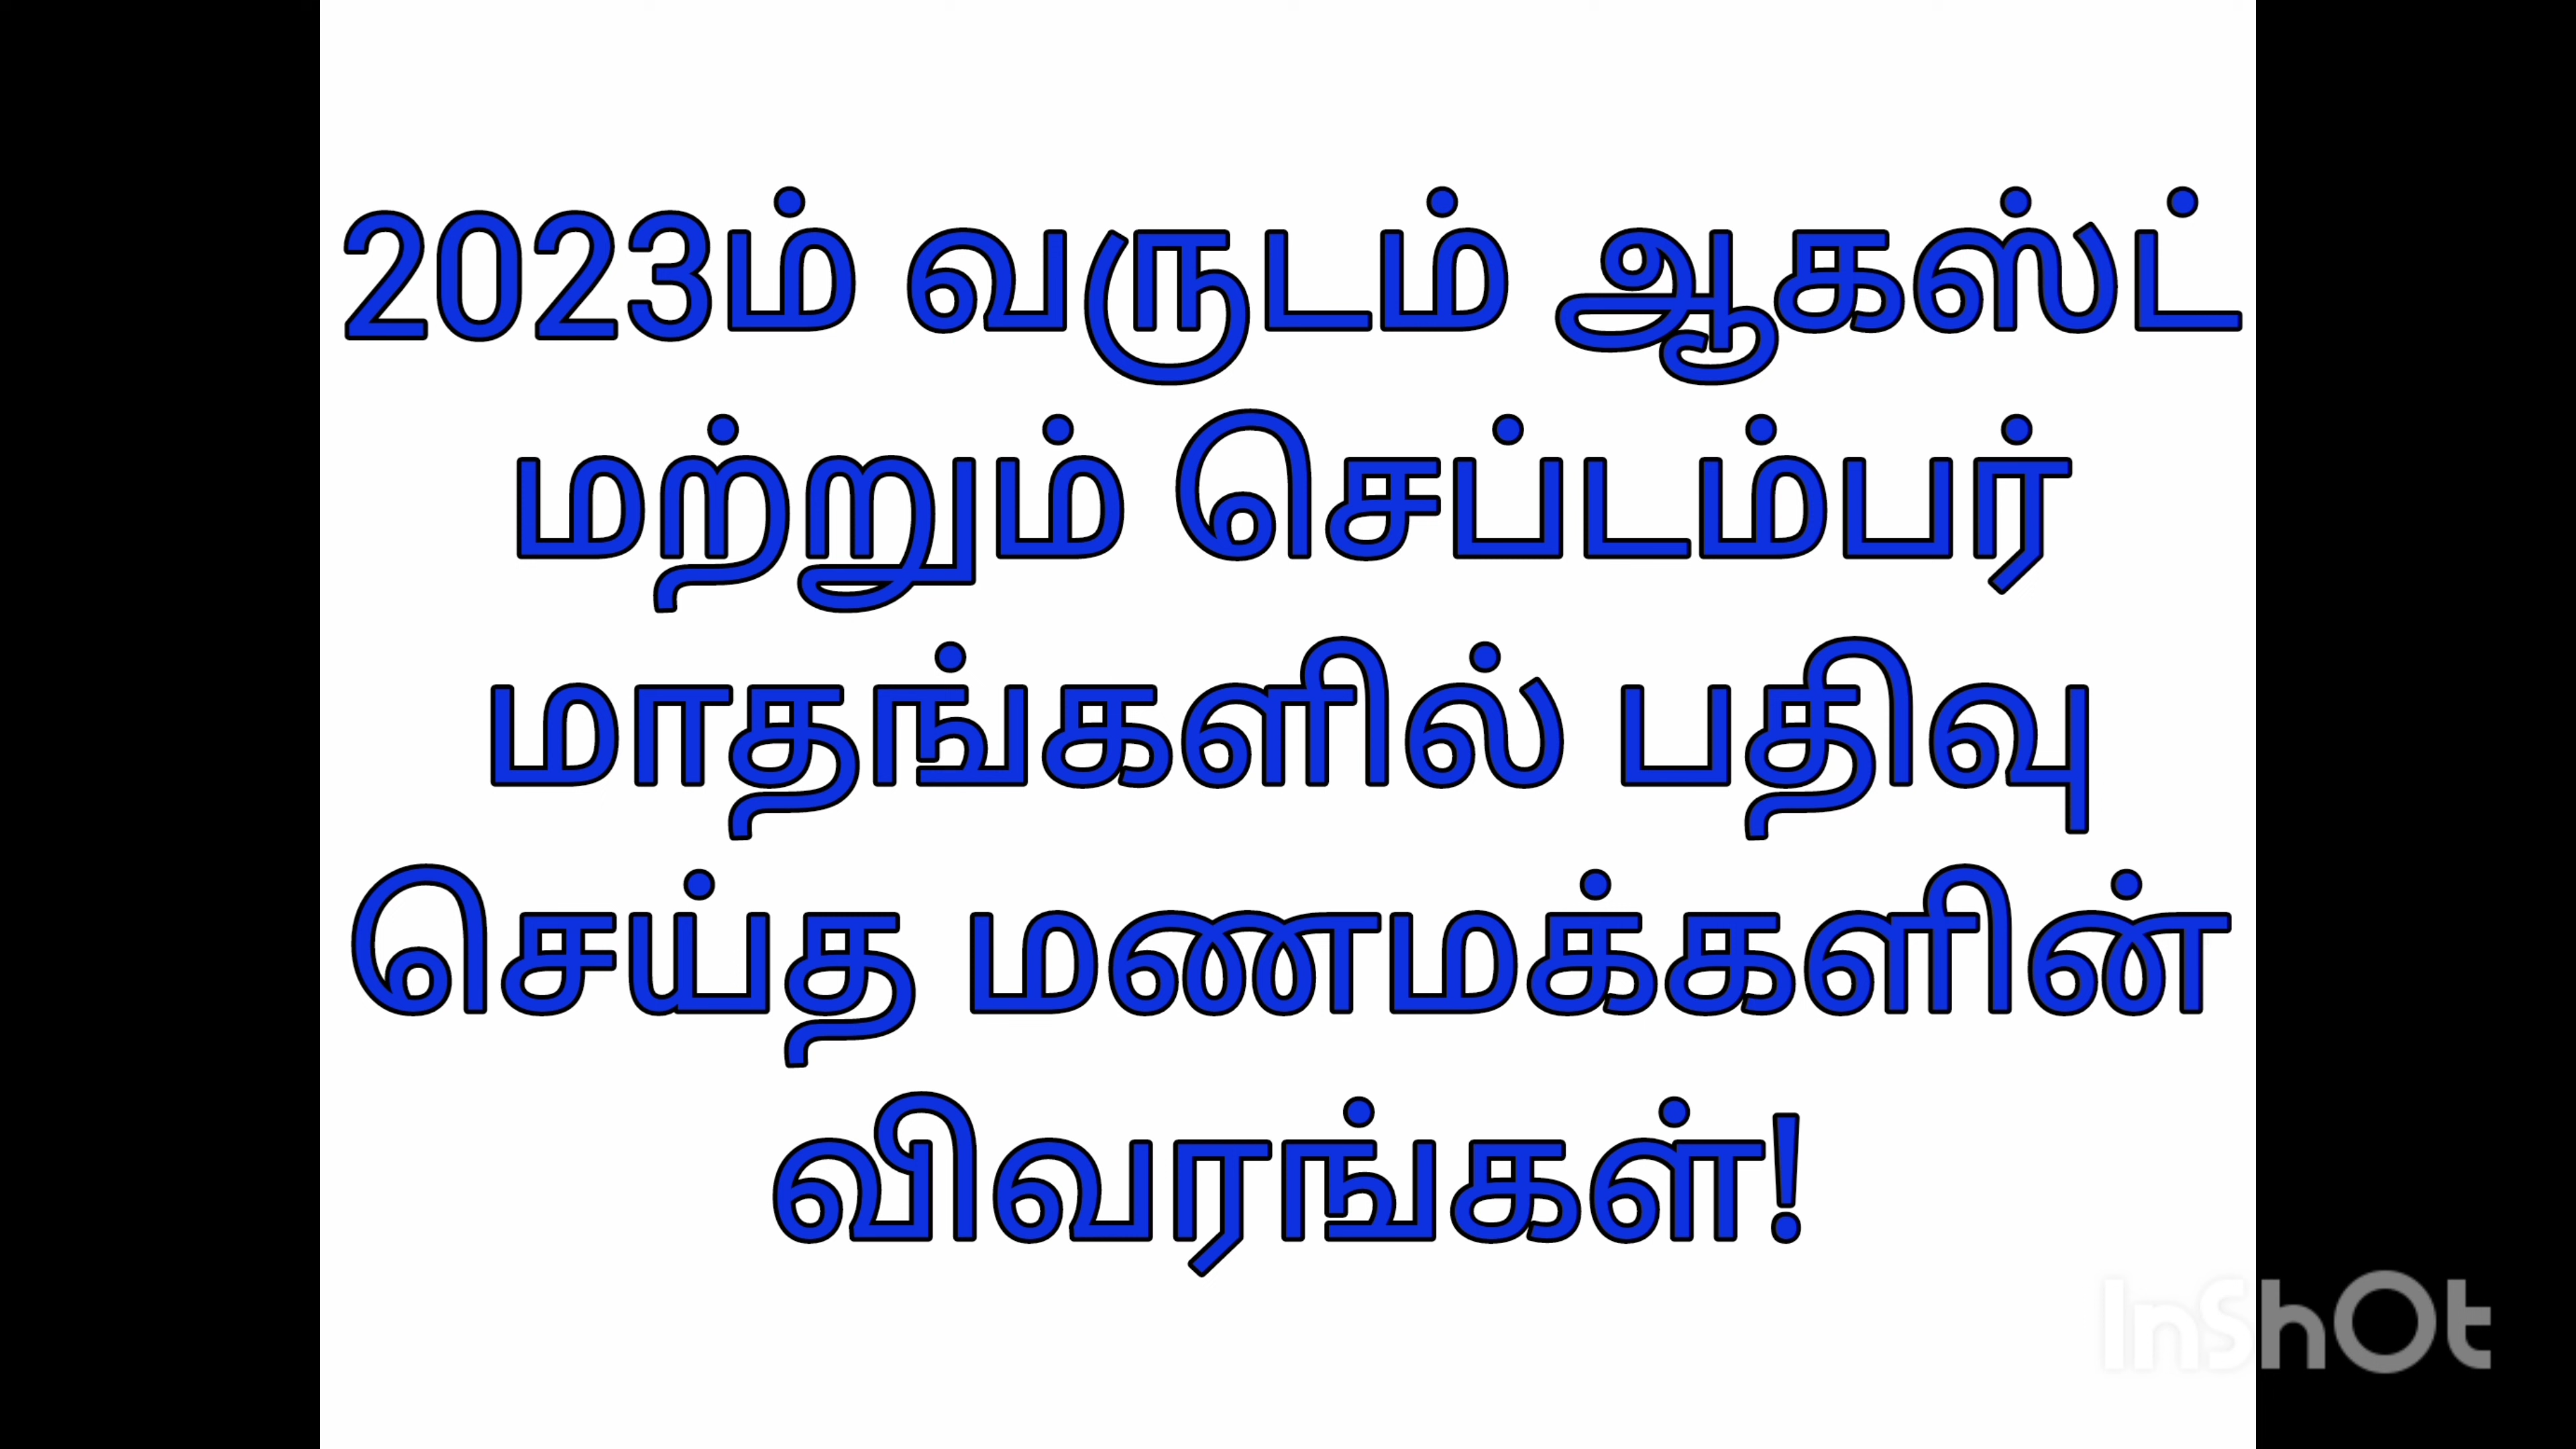 2023ம் வருடம் ஆகஸ்ட்
மற்றும் செப்டம்பர்
மாதங்களில் பதிவு
செய்த மணமக்களின்
விவரங்கள்!
InShOt